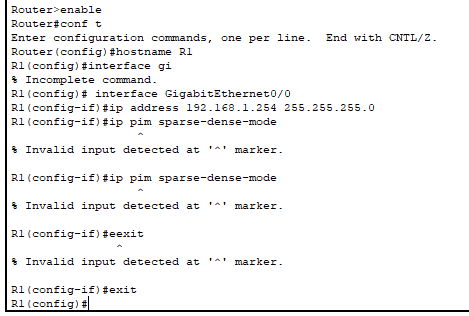 Router>enable
Router#conf t
Enter configuration commands, one per line.  End with CNTL/Z.
Router(config)#hostname R1
R1(config)#interface gi
% Incomplete command.
R1(config)# interface GigabitEthernet0/0
R1(config-if)#ip address 192.168.1.254 255.255.255.0
R1(config-if)#ip pim sparse-dense-mode
^
% Invalid input detected at '^' marker.
R1(config-if)#ip pim sparse-dense-mode
^
% Invalid input detected at '^' marker.
R1(config-if)#eexit
^
% Invalid input detected at '^' marker.
R1(config-if)#exit
R1(config)#